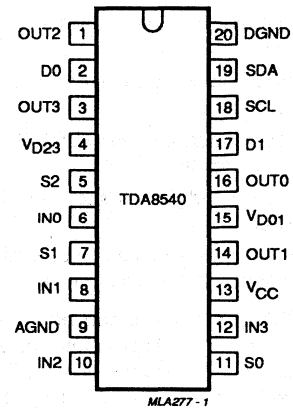 OUT2 1 20 DGND
D0 2 19 SDA
OUT3 3 18 SCL
VD23 4 17 D1
S2 5 16 OUT0
TDA8540
IN0 6 15 VD01
S1 7 14 OUT1
IN1 8 13 VCC
AGND 9 12 IN3
IN2 10 11 S0
MLA277 - 1